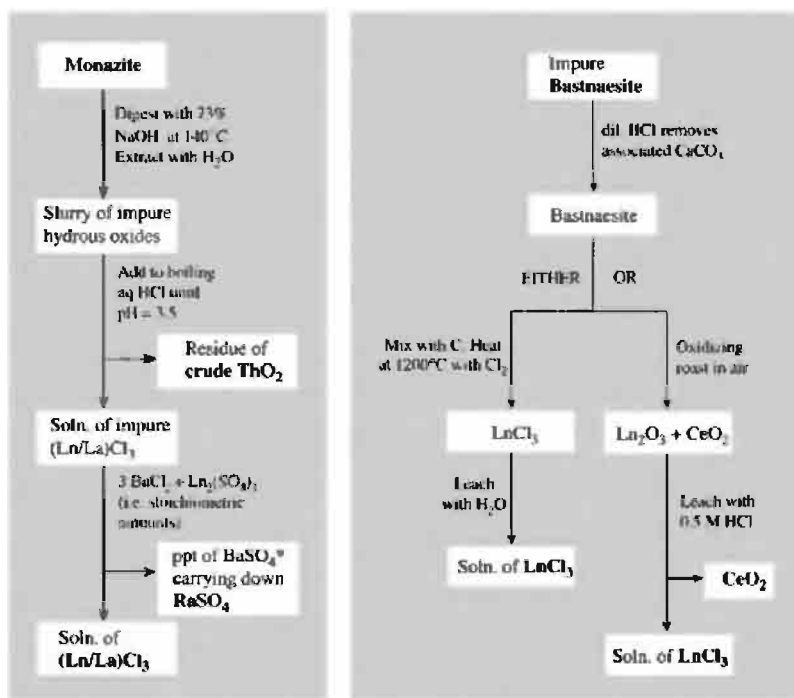 Monazite
Digest with 73%
NaOH at 140°C
Extract with H₂O
Slurry of impure
hydrous oxides
Add to boiling
aq HCl until
pH = 3.5
Residue of
crude ThO₂
Soln. of impure
(Ln/La)Cl₃
3 BaCl₂ + Ln₂(SO₄)₃
(i.e. stoichiometric
amounts)
ppt of BaSO₄*
carrying down
RaSO₄
Soln. of
(Ln/La)Cl₃
Impure
Bastnaesite
dil. HCl removes
associated CaCO₃
Bastnaesite
EITHER OR
Mix with C. Heat
at 1200°C with Cl₂
LnCl₃
Leach
with H₂O
Soln. of LnCl₃
Oxidizing
roast in air
Ln₂O₃ + CeO₂
Leach with
0.5 M HCl
CeO₂
Soln. of LnCl₃